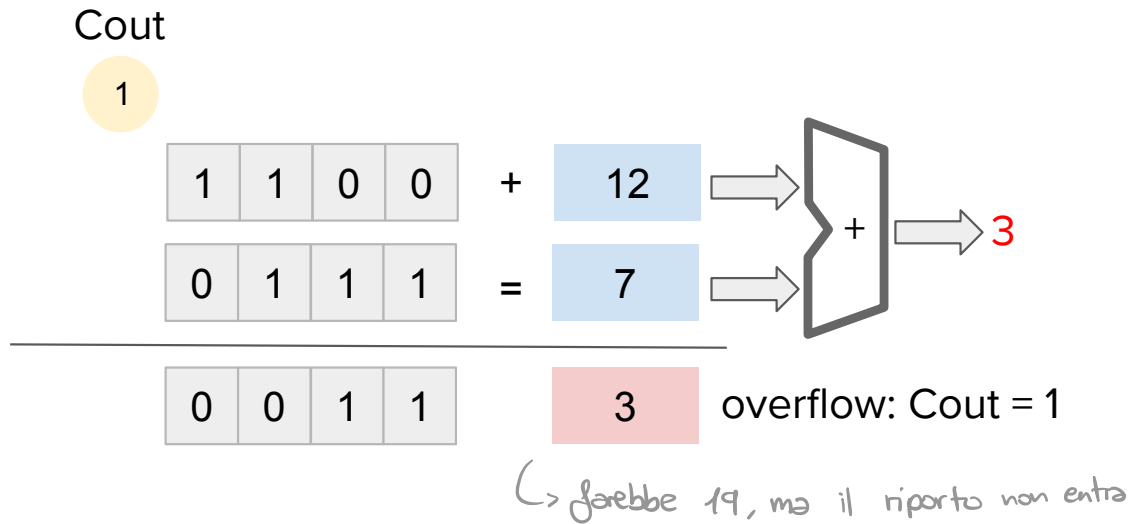 Cout
1
1 1 0 0 + 12
+ 3
0 1 1 1 = 7
0 0 1 1 3 overflow: Cout = 1
farebbe 19, ma il riporto non entra